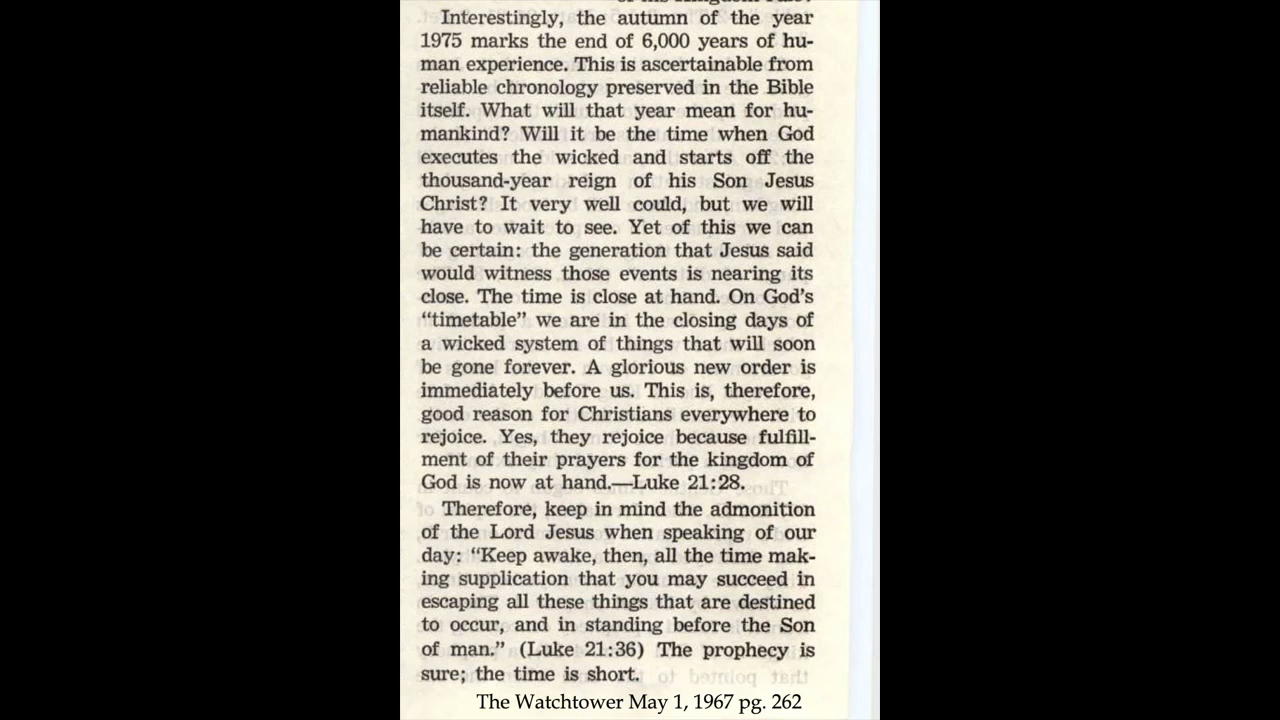 Interestingly, the autumn of the year
1975 marks the end of 6,000 years of hu-
man experience. This is ascertainable from
reliable chronology preserved in the Bible
itself. What will that year mean for hu-
mankind? Will it be the time when God
executes the wicked and starts off the
thousand-year reign of his Son Jesus
Christ? It very well could, but we will
have to wait to see. Yet of this we can
be certain: the generation that Jesus said
would witness those events is nearing its
close. The time is close at hand. On God's
“timetable” we are in the closing days of
a wicked system of things that will soon
be gone forever. A glorious new order is
immediately before us. This is, therefore,
good reason for Christians everywhere to
rejoice. Yes, they rejoice because fulfill-
ment of their prayers for the kingdom of
God is now at hand.—Luke 21:28.
Therefore, keep in mind the admonition
of the Lord Jesus when speaking of our
day: “Keep awake, then, all the time mak-
ing supplication that you may succeed in
escaping all these things that are destined
to occur, and in standing before the Son
of man.” (Luke 21:36) The prophecy is
sure; the time is short.
The Watchtower May 1, 1967 pg. 262